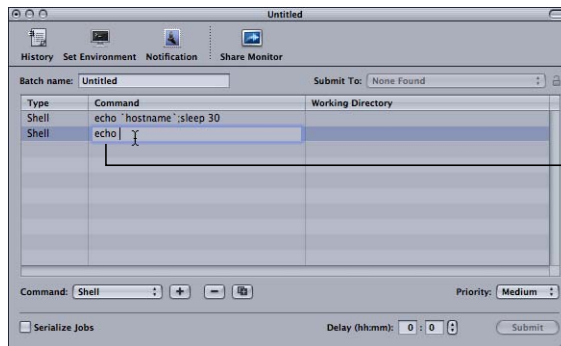 Untitled
History Set Environment Notification Share Monitor
Batch name: Untitled Submit To: None Found
Type Command Working Directory
Shell echo `hostname`;sleep 30
Shell echo
Command: Shell + − Priority: Medium
Serialize Jobs Delay (hh:mm): 0 : 0 Submit